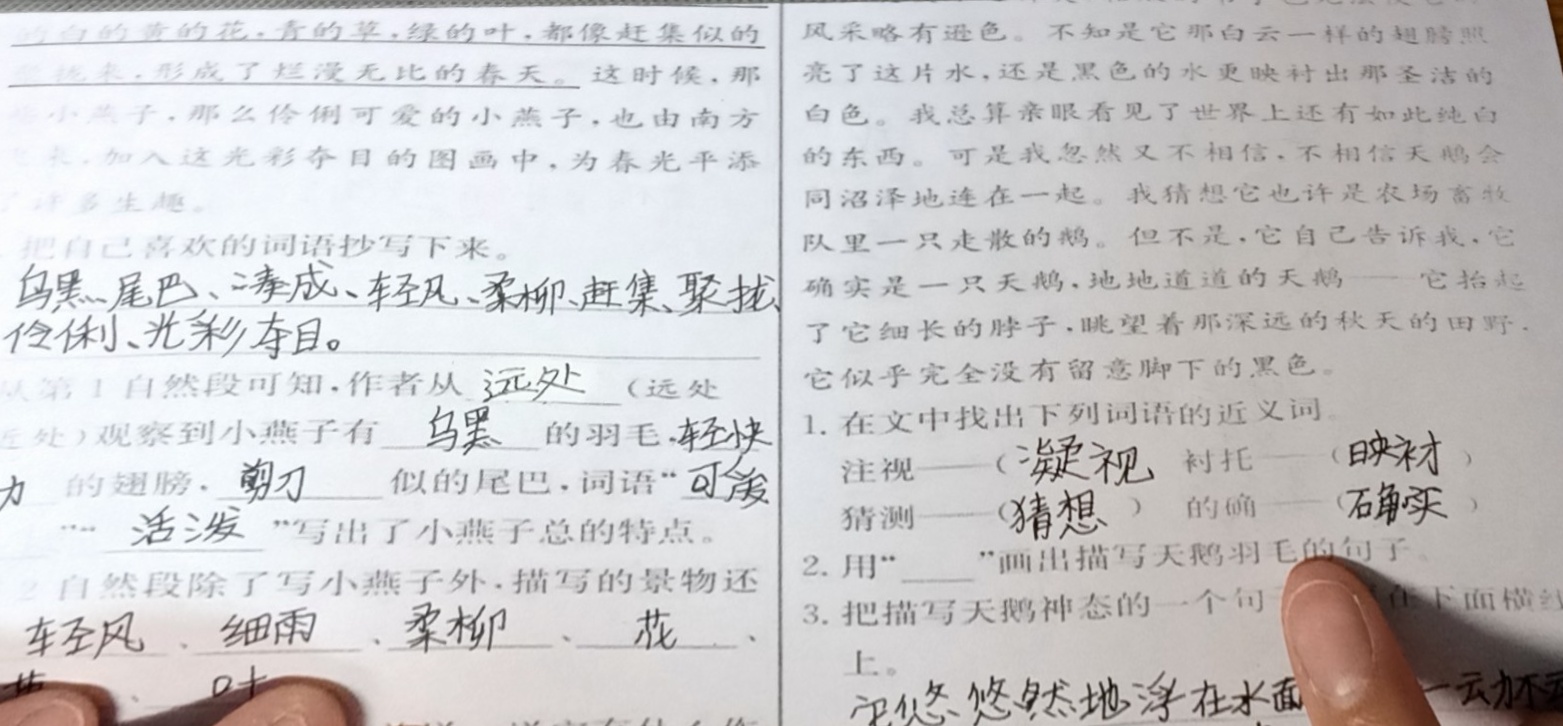 的白的黄的花,青的草,绿的叶,都像赶集似的
聚拢来,形成了烂漫无比的春天。这时候,那
些小燕子,那么伶俐可爱的小燕子,也由南方
飞来,加入这光彩夺目的图画中,为春光平添
了许多生趣。
把自己喜欢的词语抄写下来。
乌黑、尾巴、凑成、轻风、柔柳、赶集、聚拢、
伶俐、光彩夺目。
从第1自然段可知,作者从 远处 (远处
近处)观察到小燕子有 乌黑 的羽毛,轻快
力 的翅膀,剪刀 似的尾巴,词语“可爱
”“活泼”写出了小燕子总的特点。
2自然段除了写小燕子外,描写的景物还
轻风、细雨、柔柳、花、
叶
风采略有逊色。不知是它那白云一样的翅膀照
亮了这片水,还是黑色的水更映衬出那圣洁的
白色。我总算亲眼看见了世界上还有如此纯白
的东西。可是我忽然又不相信,不相信天鹅会
同沼泽地连在一起。我猜想它也许是农场畜牧
队里一只走散的鹅。但不是,它自己告诉我,它
确实是一只天鹅,地地道道的天鹅——它抬起
了它细长的脖子,眺望着那深远的秋天的田野,
它似乎完全没有留意脚下的黑色。
1. 在文中找出下列词语的近义词
注视——(凝视 衬托——(映衬)
猜测——(猜想) 的确——(确实)
2. 用“____”画出描写天鹅羽毛的句子
3. 把描写天鹅神态的一个句 在下面横线
上。
悠悠然地浮在水面 一云